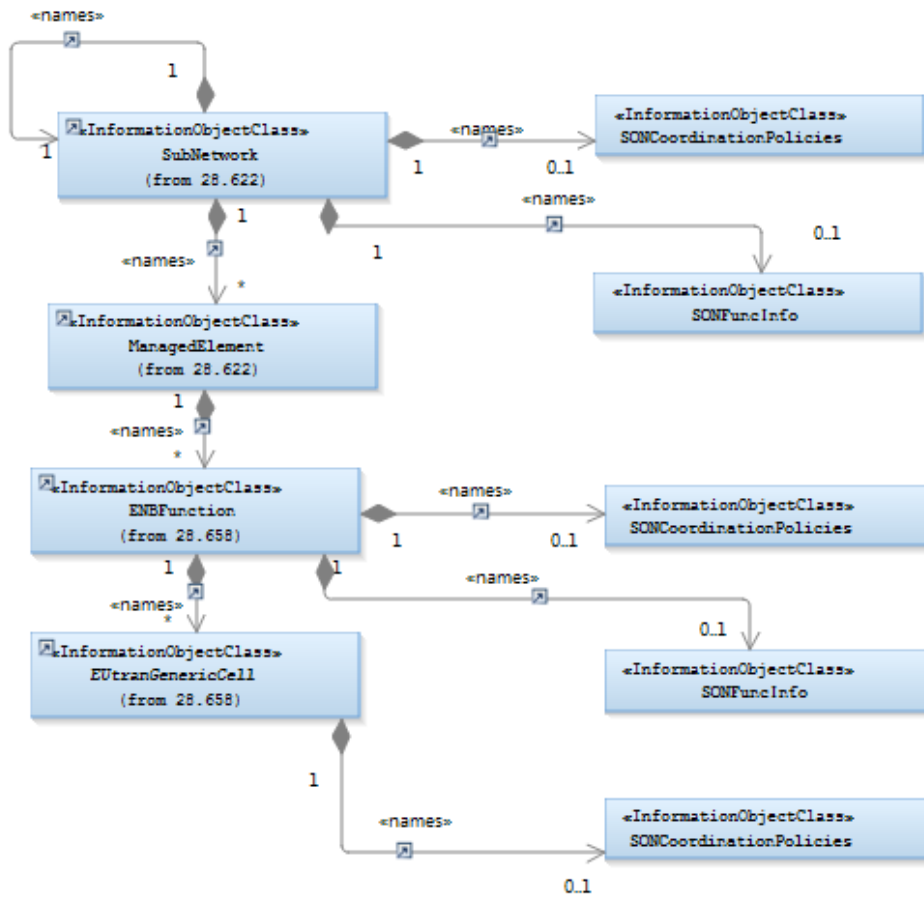 «names»
1
1
«InformationObjectClass»
SubNetwork
(from 28.622)
«names»
1
0..1
«InformationObjectClass»
SONCoordinationPolicies
1
«names»
*
«names»
1
0..1
«InformationObjectClass»
SONFuncInfo
«InformationObjectClass»
ManagedElement
(from 28.622)
1
«names»
*
«InformationObjectClass»
ENBFunction
(from 28.658)
«names»
1
0..1
«InformationObjectClass»
SONCoordinationPolicies
1
«names»
*
1
«names»
0..1
«InformationObjectClass»
SONFuncInfo
«InformationObjectClass»
EUtranGenericCell
(from 28.658)
1
«names»
0..1
«InformationObjectClass»
SONCoordinationPolicies